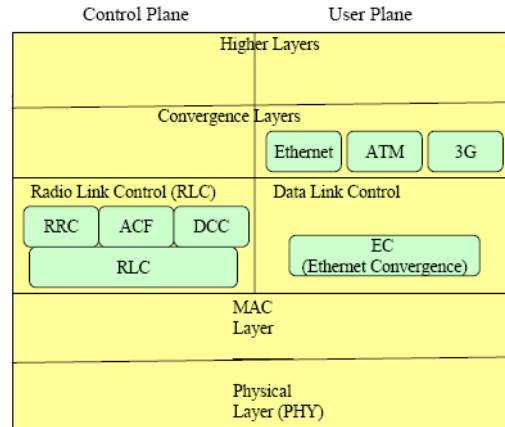 Control Plane
User Plane
Higher Layers
Convergence Layers
Ethernet
ATM
3G
Radio Link Control (RLC)
Data Link Control
RRC
ACF
DCC
RLC
EC
(Ethernet Convergence)
MAC
Layer
Physical
Layer (PHY)